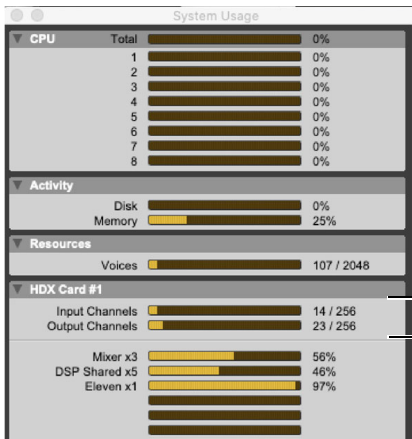 System Usage
CPU Total 0%
1 0%
2 0%
3 0%
4 0%
5 0%
6 0%
7 0%
8 0%
Activity
Disk 0%
Memory 25%
Resources
Voices 107 / 2048
HDX Card #1
Input Channels 14 / 256
Output Channels 23 / 256
Mixer x3 56%
DSP Shared x5 46%
Eleven x1 97%